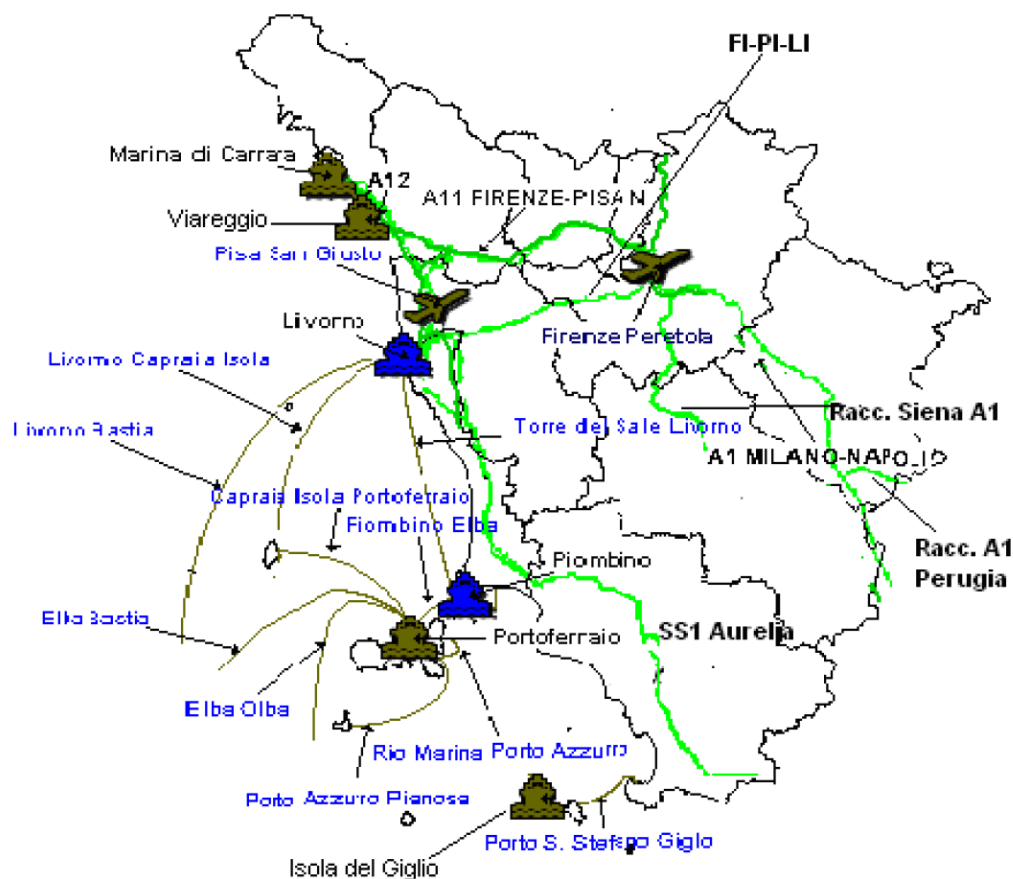 FI-PI-LI
Marina di Carrara
A12
A11 FIRENZE-PISA N
Viareggio
Pisa San Giusto
Livorno
Firenze Peretola
Livorno Capraia Isola
Racc. Siena A1
Livorno Bastia
Torre del Sale Livorno
A1 MILANO-NAPOLI
Capraia Isola Portoferraio
Piombino Elba
Racc. A1
Perugia
Piombino
Elba Bastia
Portoferraio
SS1 Aurelia
Elba Olba
Rio Marina Porto Azzurro
Porto Azzurro Pianosa
Porto S. Stefano Giglo
Isola del Giglio